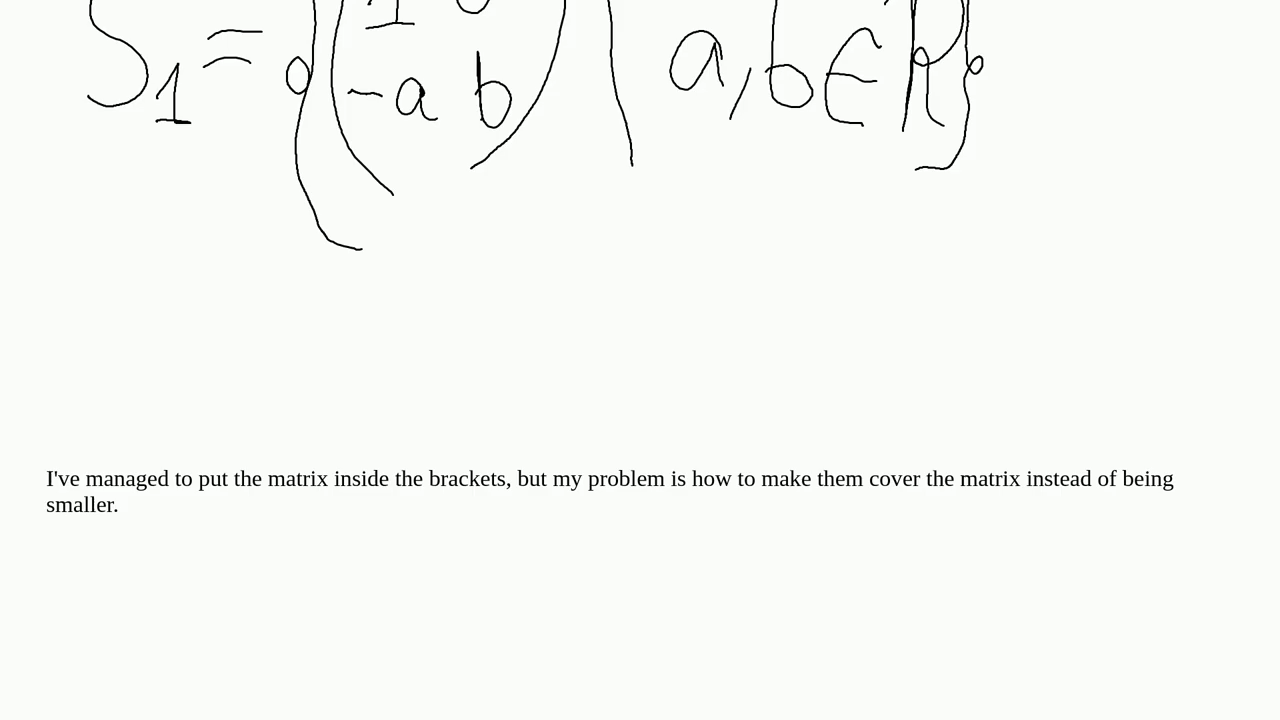 S₁ = { ( 1
-a b ) | a, b ∈ ℝ }
I've managed to put the matrix inside the brackets, but my problem is how to make them cover the matrix instead of being
smaller.